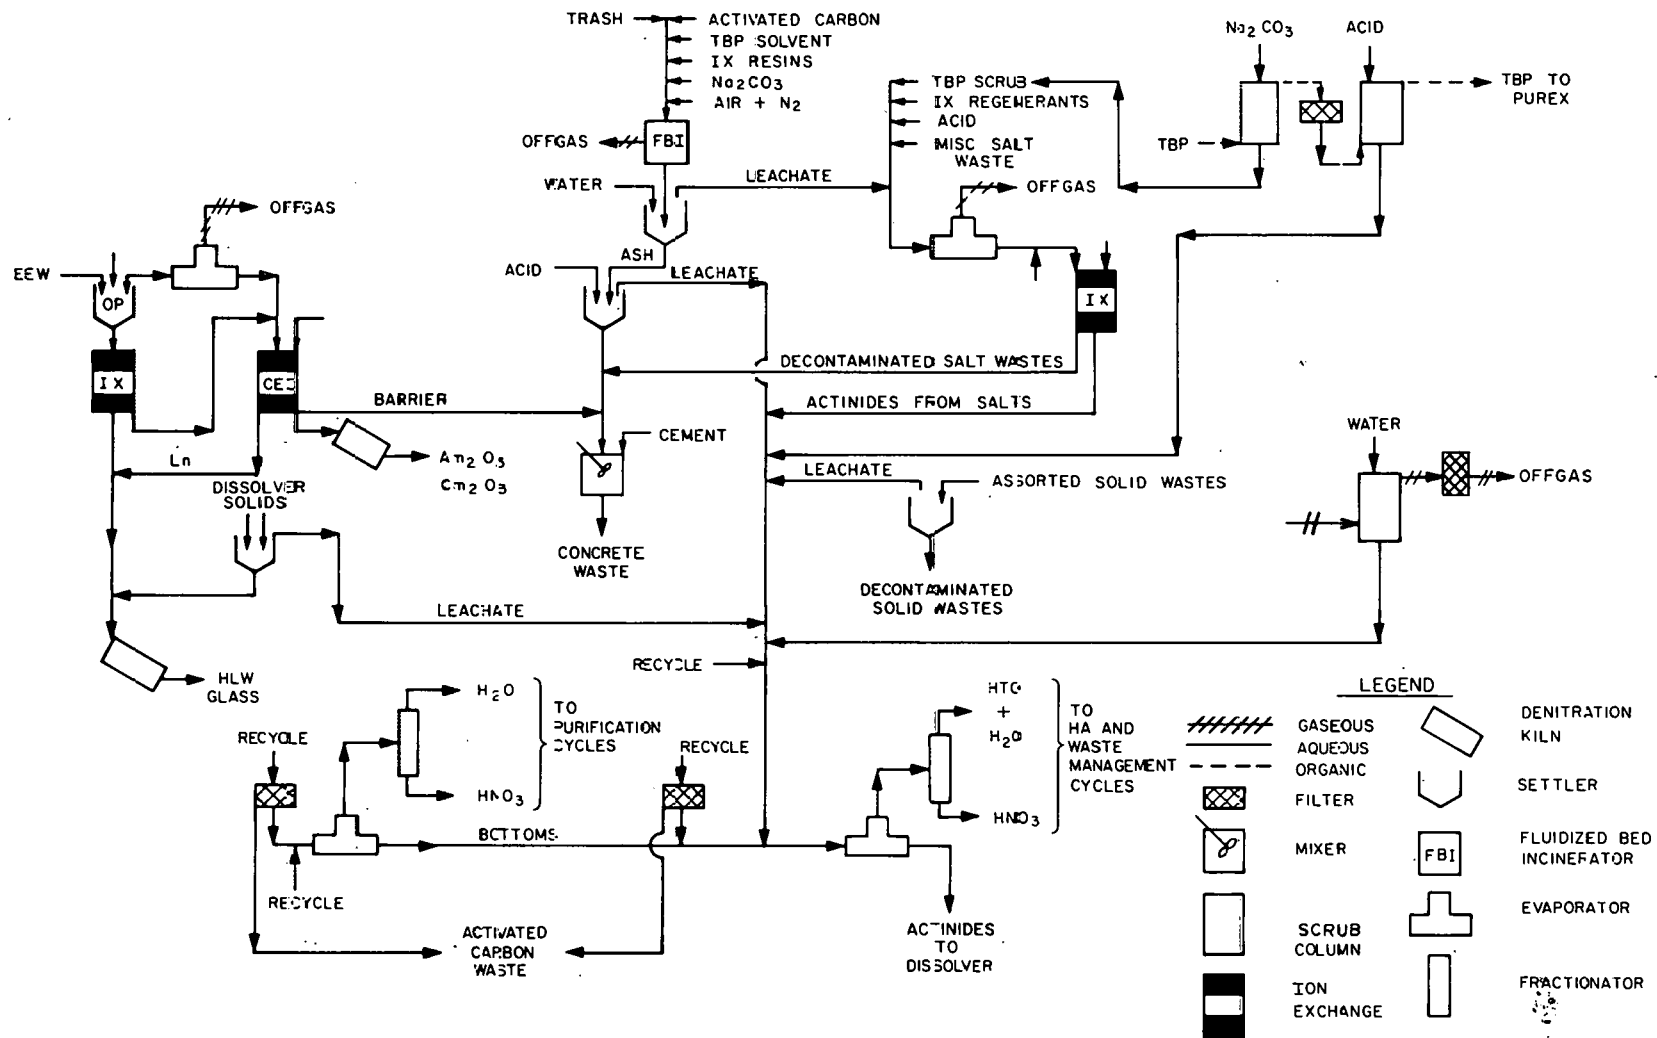 TRASH
ACTIVATED CARBON
TBP SOLVENT
IX RESINS
Na2CO3
AIR + N2
OFFGAS
FBI
WATER
LEACHATE
TBP SCRUB
IX REGENERANTS
ACID
MISC SALT
WASTE
OFFGAS
Na2CO3
ACID
TBP
TBP TO
PUREX
OFFGAS
EEW
OP
IX
ASH
ACID
LEACHATE
IX
DECONTAMINATED SALT WASTES
BARRIER
ACTINIDES FROM SALTS
CEMENT
Ln
Am2O3
Cm2O3
DISSOLVER
SOLIDS
LEACHATE
ASSORTED SOLID WASTES
WATER
OFFGAS
CONCRETE
WASTE
DECONTAMINATED
SOLID WASTES
LEACHATE
RECYCLE
HLW
GLASS
H2O
TO
PURIFICATION
CYCLES
HNO3
RECYCLE
RECYCLE
BOTTOMS
RECYCLE
ACTIVATED
CARBON
WASTE
HTO
+
H2O
TO
HA AND
WASTE
MANAGEMENT
CYCLES
HNO3
ACTINIDES
TO
DISSOLVER
LEGEND
GASEOUS
AQUEOUS
ORGANIC
FILTER
MIXER
SCRUB
COLUMN
ION
EXCHANGE
DENITRATION
KILN
SETTLER
FBI
FLUIDIZED BED
INCINERATOR
EVAPORATOR
FRACTIONATOR